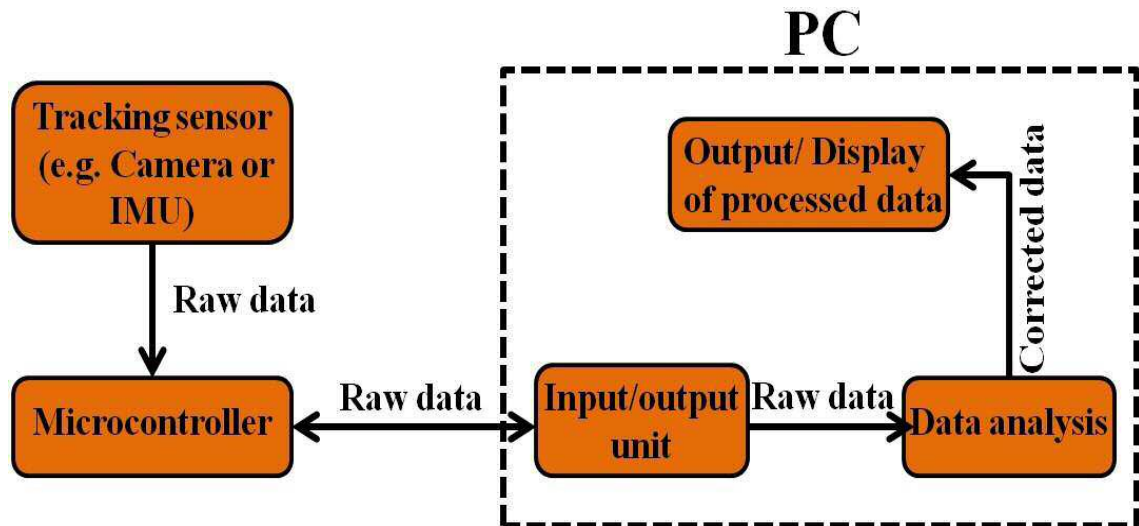 PC
Tracking sensor
(e.g. Camera or
IMU)
Output/ Display
of processed data
Corrected data
Raw data
Microcontroller
Raw data
Input/output
unit
Raw data
Data analysis